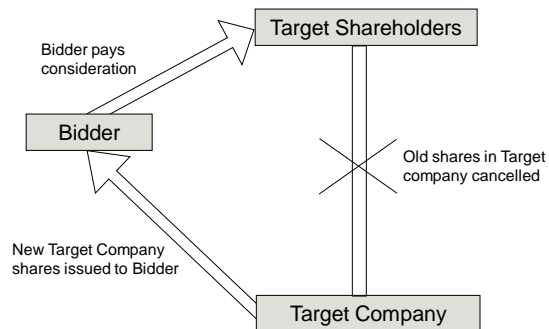 Target Shareholders
Bidder pays
consideration
Bidder
Old shares in Target
company cancelled
New Target Company
shares issued to Bidder
Target Company